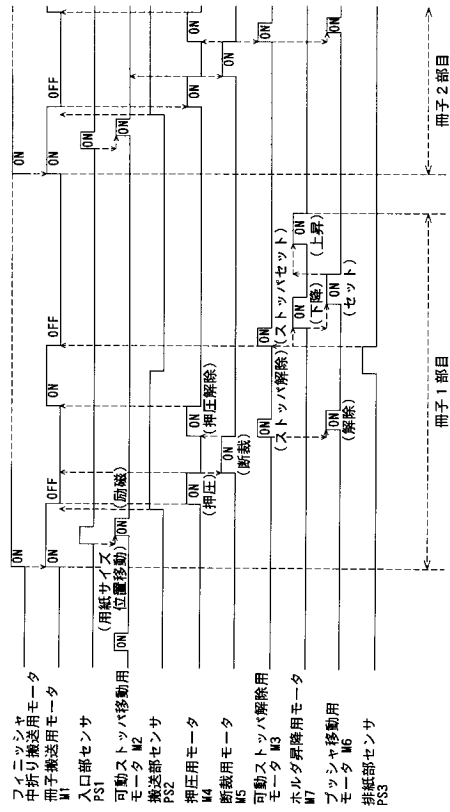 フィニッシャ
中折り搬送用モータ
ON
ON
冊子搬送用モータ
M1
ON
OFF
ON
OFF
ON
OFF
ON
入口部センサ
PS1
ON
(用紙サイズ
位置移動)
(励磁)
可動ストッパ移動用
モータ M2
ON
ON
ON
搬送部センサ
PS2
押圧用モータ
M4
ON
(押圧)
ON
(押圧解除)
ON
ON
断裁用モータ
M5
ON
(断裁)
ON
可動ストッパ解除用
モータ M3
ON
(ストッパ解除)
ON
(ストッパセット)
ON
ホルダ昇降用モータ
M7
ON
(下降)
ON
(上昇)
プッシャ移動用
モータ M6
ON
(解除)
ON
(セット)
ON
排紙部センサ
PS3
冊子1部目
冊子2部目